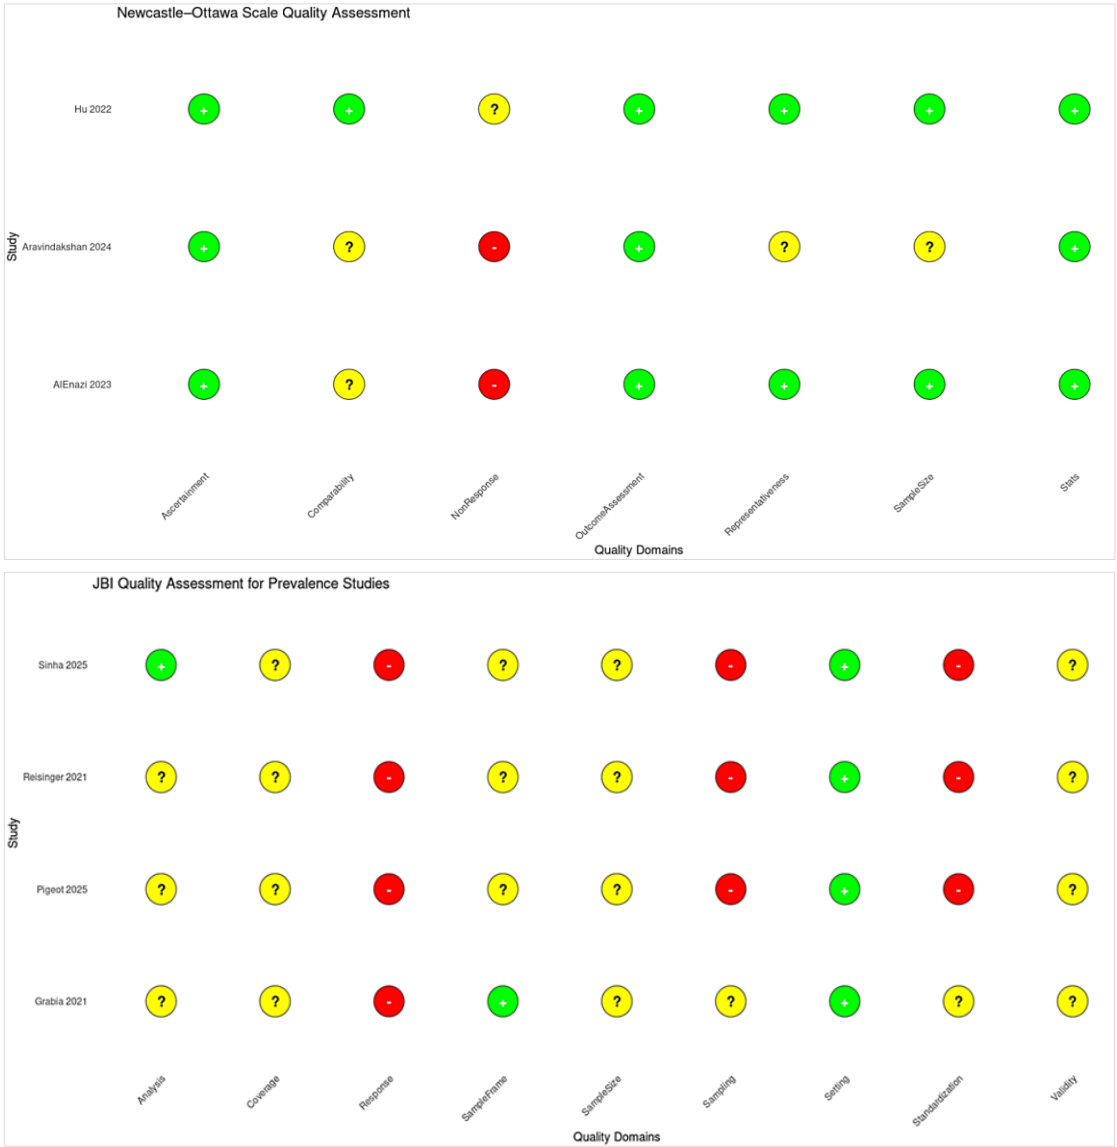 Newcastle–Ottawa Scale Quality Assessment
Hu 2022 + + ? + + + +
Study
Aravindakshan 2024 + ? - + ? ? +
AlEnazi 2023 + ? - + + + +
Ascertainment Comparability NonResponse OutcomeAssessment Representativeness SampleSize Stats
Quality Domains
JBI Quality Assessment for Prevalence Studies
Sinha 2025 + ? - ? ? - + - ?
Reisinger 2021 ? ? - ? ? - + - ?
Study
Pigeot 2025 ? ? - ? ? - + - ?
Grabia 2021 ? ? - + ? ? + ? ?
Analysis Coverage Response SampleFrame SampleSize Sampling Setting Standardization Validity
Quality Domains